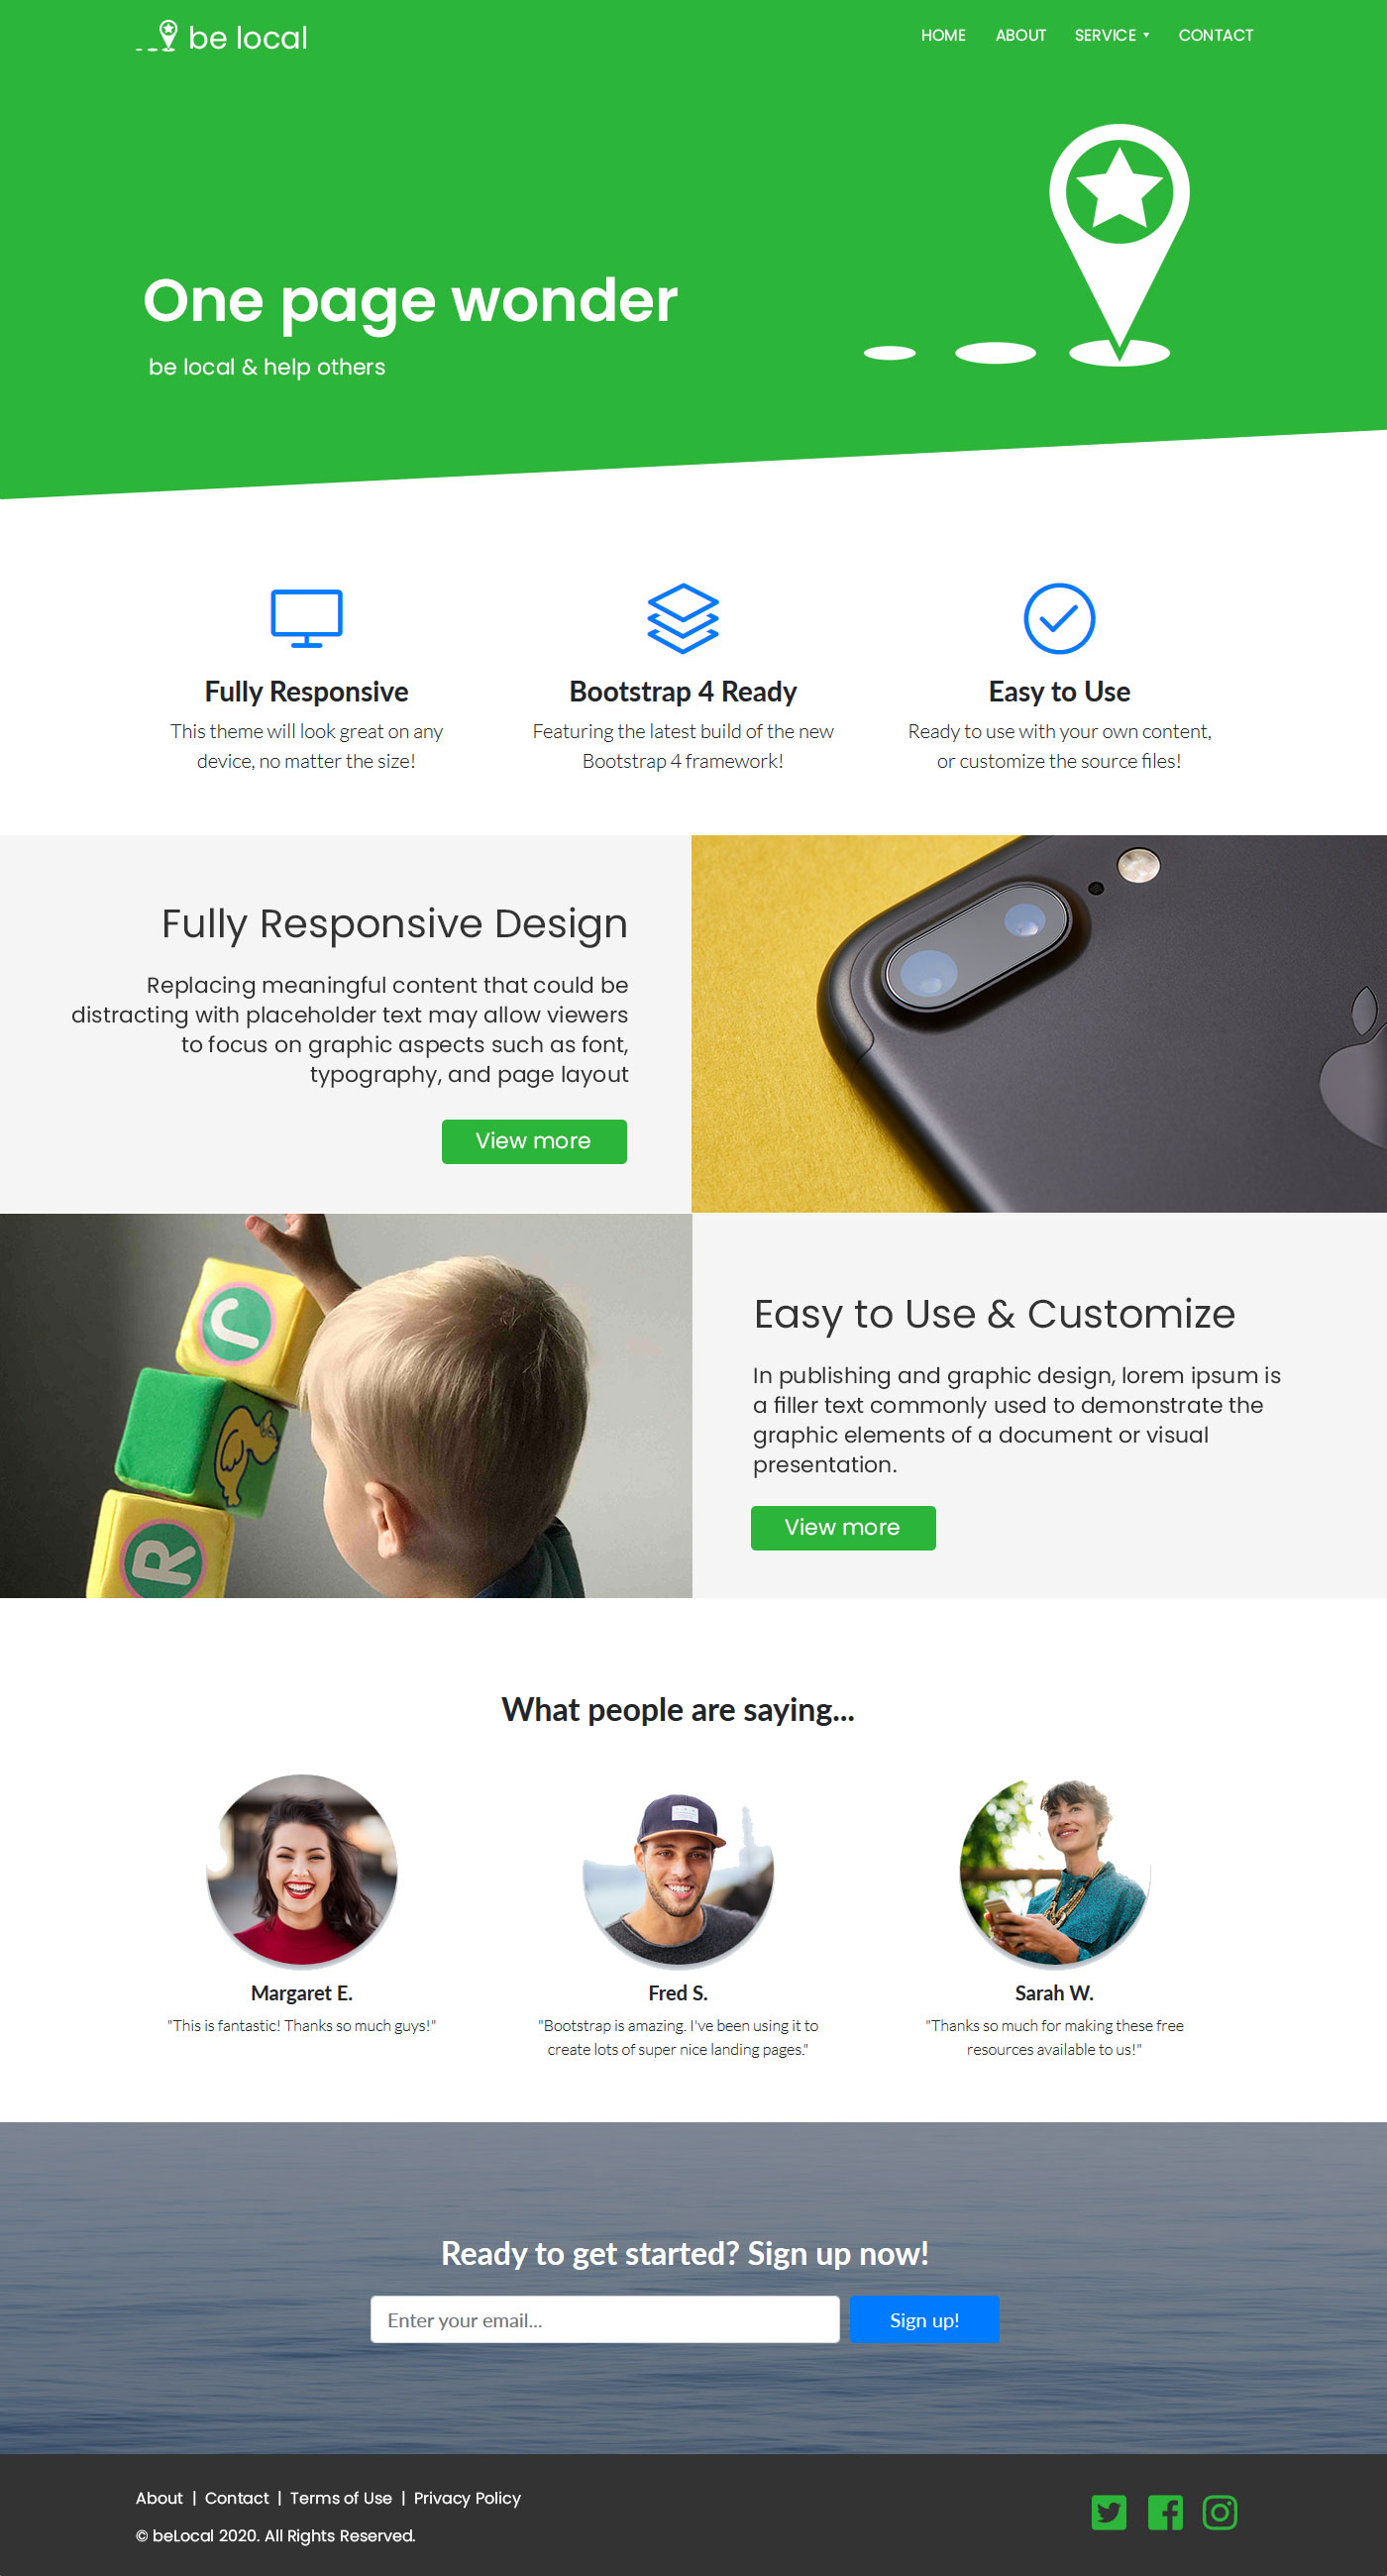 be local
HOME ABOUT SERVICE CONTACT
One page wonder
be local & help others
Fully Responsive
This theme will look great on any
device, no matter the size!
Bootstrap 4 Ready
Featuring the latest build of the new
Bootstrap 4 framework!
Easy to Use
Ready to use with your own content,
or customize the source files!
Fully Responsive Design
Replacing meaningful content that could be
distracting with placeholder text may allow viewers
to focus on graphic aspects such as font,
typography, and page layout
View more
R
Easy to Use & Customize
In publishing and graphic design, lorem ipsum is
a filler text commonly used to demonstrate the
graphic elements of a document or visual
presentation.
View more
What people are saying...
Margaret E.
"This is fantastic! Thanks so much guys!"
Fred S.
"Bootstrap is amazing. I've been using it to
create lots of super nice landing pages."
Sarah W.
"Thanks so much for making these free
resources available to us!"
Ready to get started? Sign up now!
Enter your email...
Sign up!
About | Contact | Terms of Use | Privacy Policy
© beLocal 2020. All Rights Reserved.